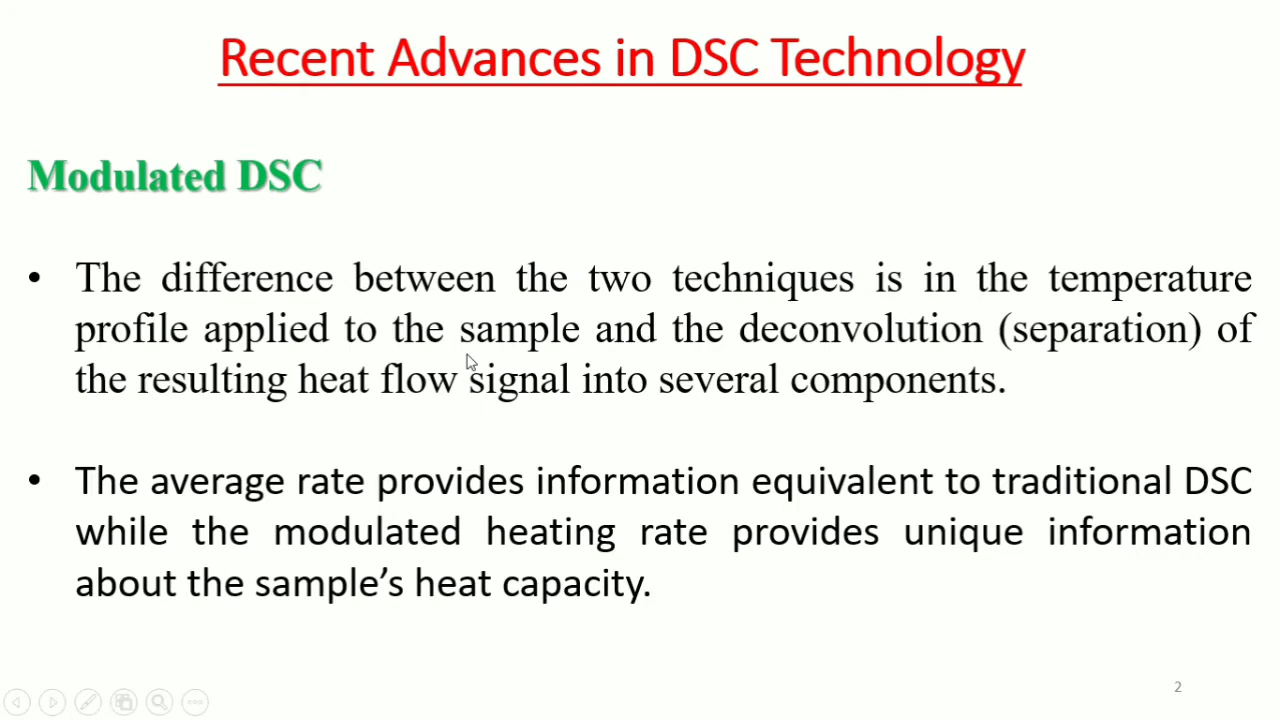 Recent Advances in DSC Technology
Modulated DSC
• The difference between the two techniques is in the temperature
profile applied to the sample and the deconvolution (separation) of
the resulting heat flow signal into several components.
• The average rate provides information equivalent to traditional DSC
while the modulated heating rate provides unique information
about the sample’s heat capacity.
2